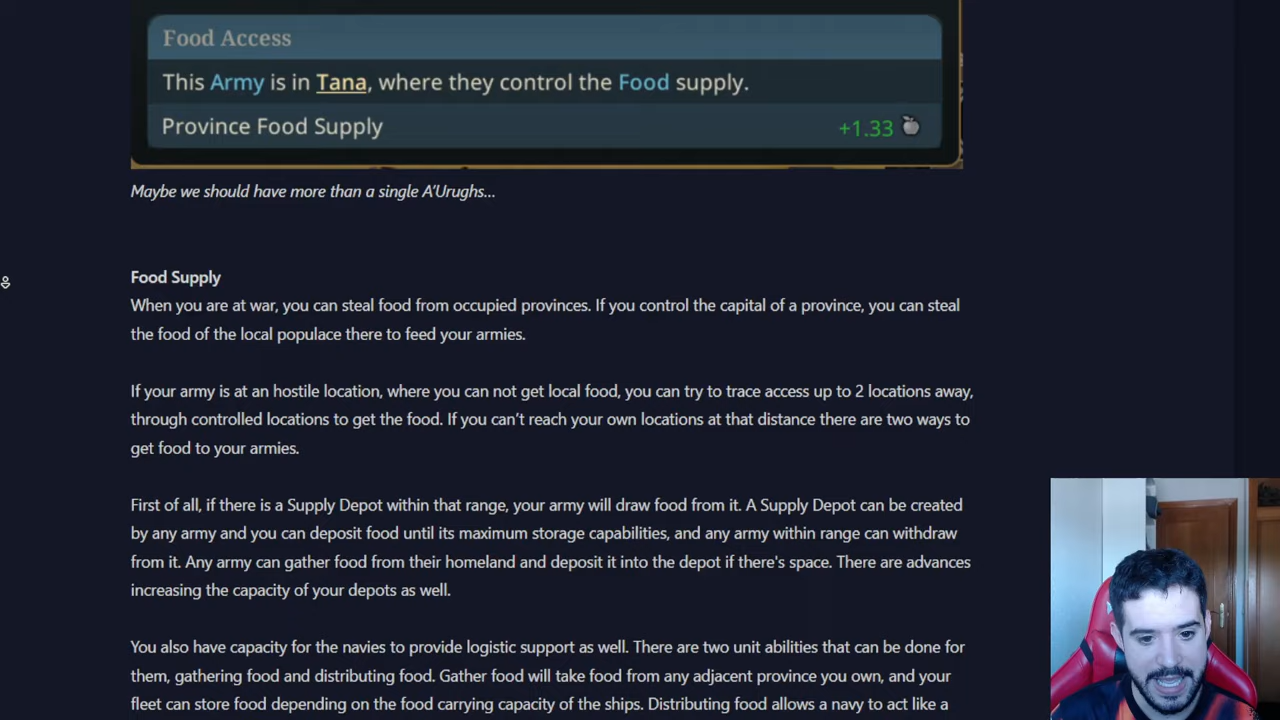 Food Access
This Army is in Tana, where they control the Food supply.
Province Food Supply +1.33
Maybe we should have more than a single A'Urughs...
Food Supply
When you are at war, you can steal food from occupied provinces. If you control the capital of a province, you can steal
the food of the local populace there to feed your armies.
If your army is at an hostile location, where you can not get local food, you can try to trace access up to 2 locations away,
through controlled locations to get the food. If you can't reach your own locations at that distance there are two ways to
get food to your armies.
First of all, if there is a Supply Depot within that range, your army will draw food from it. A Supply Depot can be created
by any army and you can deposit food until its maximum storage capabilities, and any army within range can withdraw
from it. Any army can gather food from their homeland and deposit it into the depot if there's space. There are advances
increasing the capacity of your depots as well.
You also have capacity for the navies to provide logistic support as well. There are two unit abilities that can be done for
them, gathering food and distributing food. Gather food will take food from any adjacent province you own, and your
fleet can store food depending on the food carrying capacity of the ships. Distributing food allows a navy to act like a